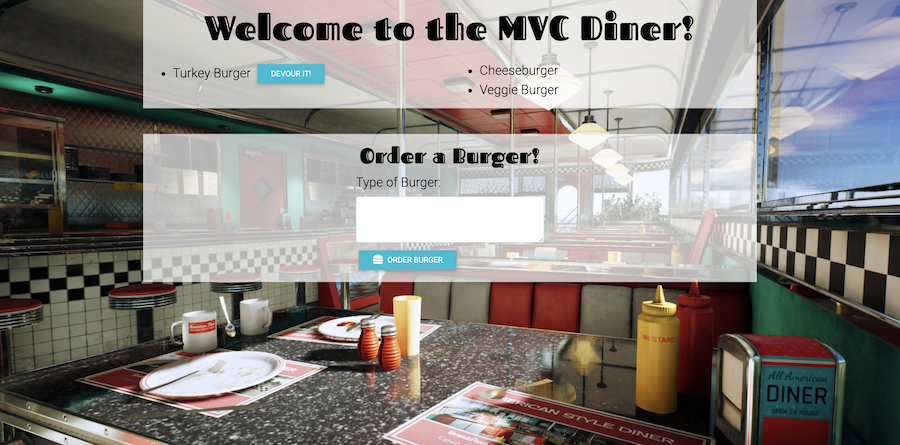 Welcome to the MVC Diner!
Turkey Burger DEVOUR IT!
Cheeseburger
Veggie Burger
Order a Burger!
Type of Burger:
ORDER BURGER
MUSTARD
All American
DINER
OPEN 24 HOURS
AMERICAN STYLE DINER
Breakfast